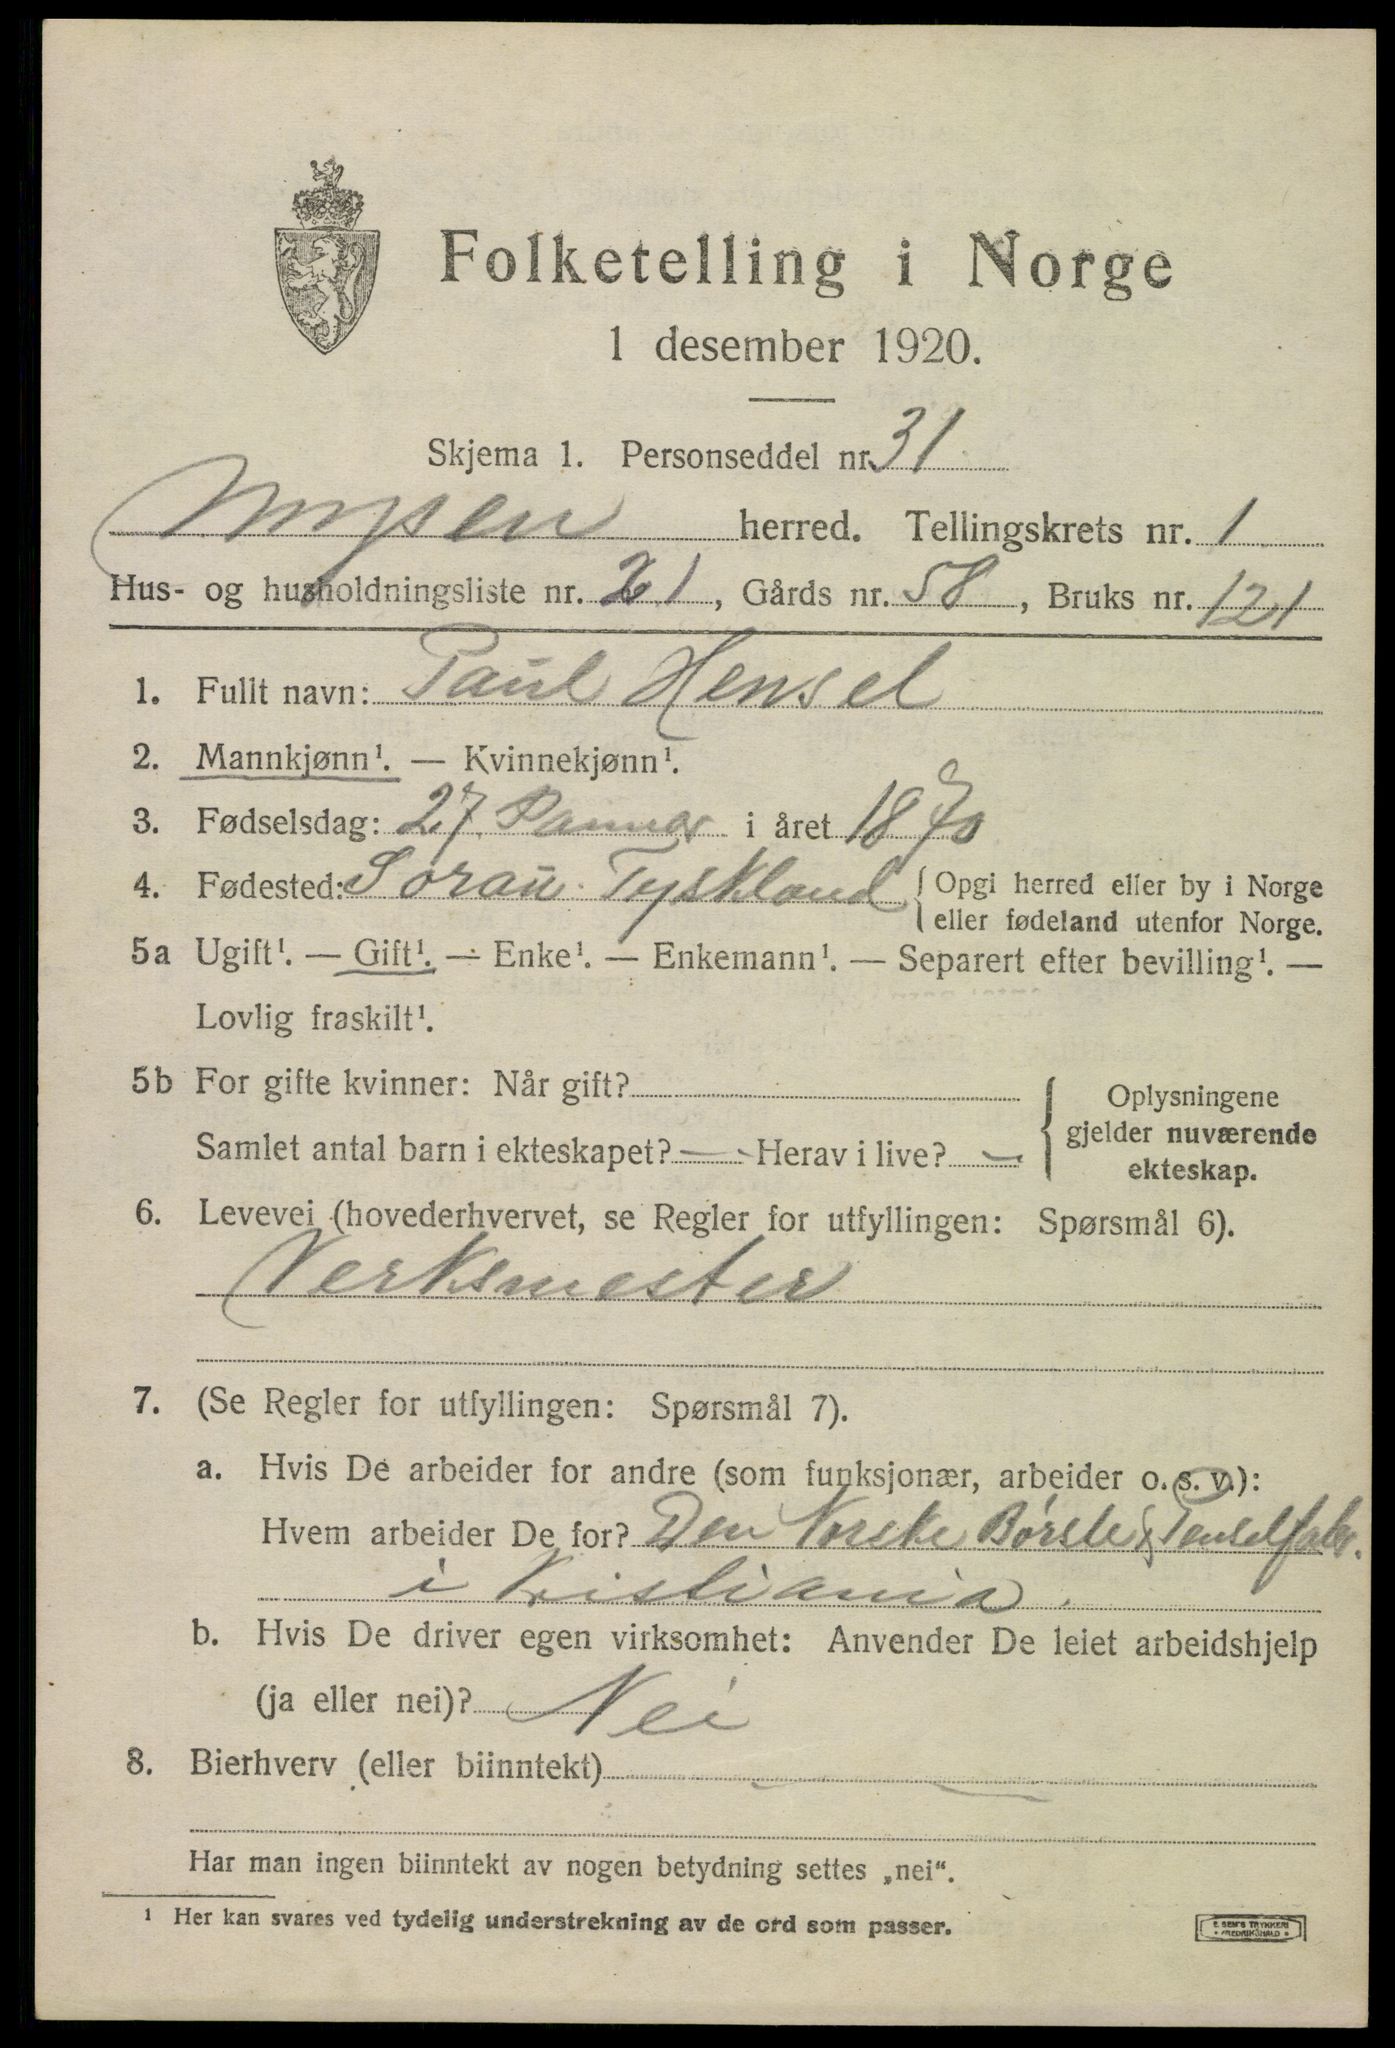 Folketelling i Norge
1 desember 1920.
Skjema 1. Personseddel nr. 31
Mysen herred. Tellingskrets nr. 1
Hus- og husholdningsliste nr. 21, Gårds nr. 58, Bruks nr. 121
1. Fullt navn: Paul Hensel
2. Mannkjønn¹. — Kvinnekjønn¹.
3. Fødselsdag: 27 Januar i året 1870
4. Fødested: Sorau Tyskland { Opgi herred eller by i Norge
eller fødeland utenfor Norge.
5a Ugift¹. — Gift¹. — Enke¹. — Enkemann¹. — Separert efter bevilling¹. —
Lovlig fraskilt¹.
5b For gifte kvinner: Når gift?
Samlet antal barn i ekteskapet? — Herav i live? —
Oplysningene
gjelder nuværende
ekteskap.
6. Levevei (hovederhvervet, se Regler for utfyllingen: Spørsmål 6).
Verksmester
7. (Se Regler for utfyllingen: Spørsmål 7).
a. Hvis De arbeider for andre (som funksjonær, arbeider o. s. v.):
Hvem arbeider De for? Den Norske Børste & Penselfabr.
i Kristiania.
b. Hvis De driver egen virksomhet: Anvender De leiet arbeidshjelp
(ja eller nei)? Nei
8. Bierhverv (eller biinntekt) —
Har man ingen biinntekt av nogen betydning settes „nei“.
¹ Her kan svares ved tydelig understrekning av de ord som passer.
E. SEM'S TRYKKERI
FREDRIKSHALD